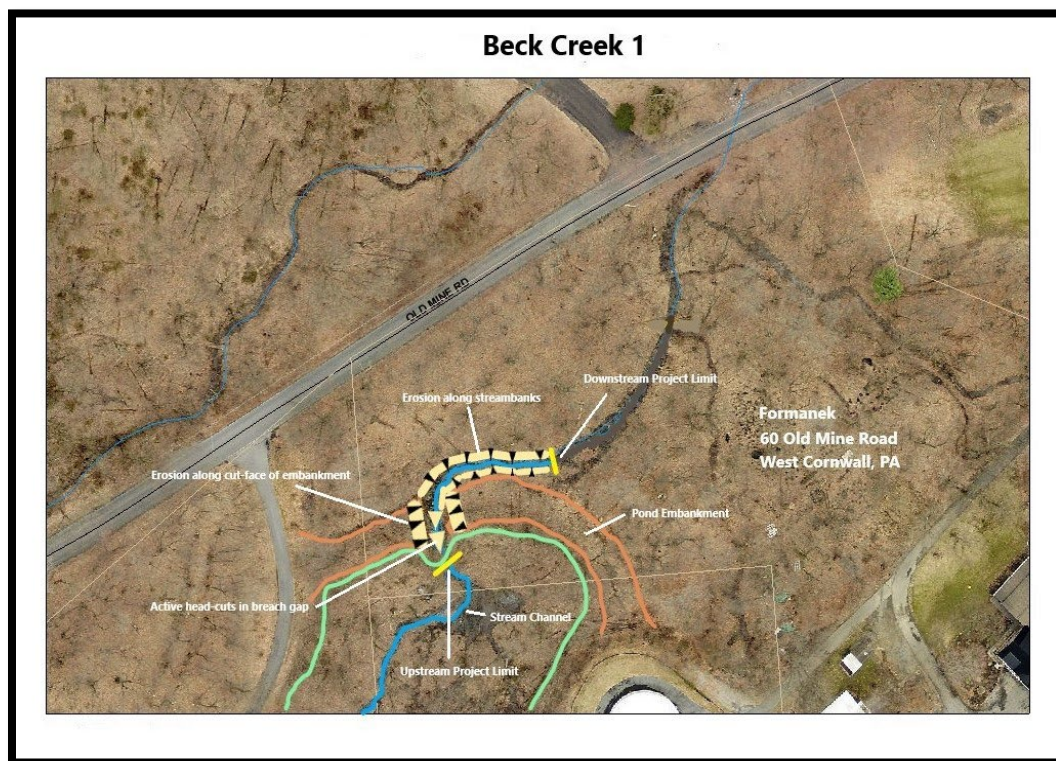 Beck Creek 1
OLD MINE RD
Downstream Project Limit
Erosion along streambanks
Formanek
60 Old Mine Road
West Cornwall, PA
Erosion along cut-face of embankment
Pond Embankment
Active head-cuts in breach gap
Stream Channel
Upstream Project Limit